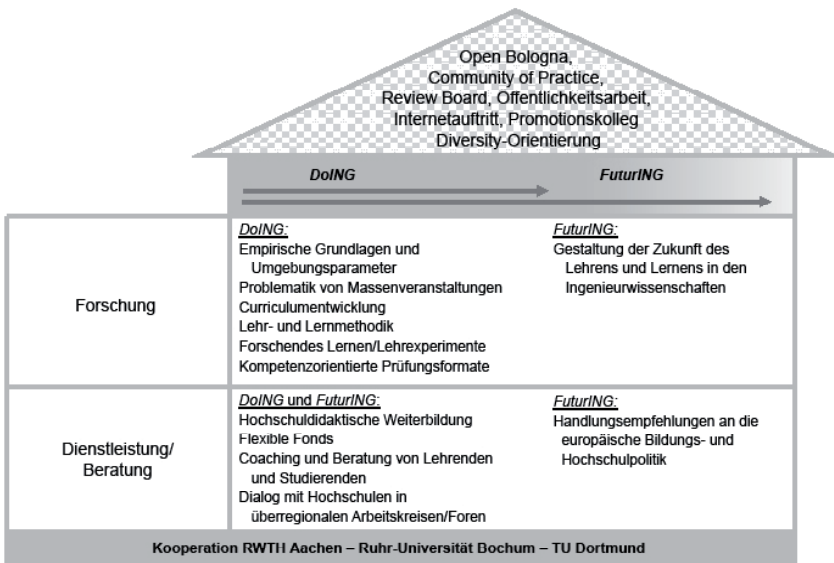 Open Bologna,
Community of Practice,
Review Board, Offentlichkeitsarbeit,
Internetauftritt, Promotionskolleg
Diversity-Orientierung
DoING
FuturING
Forschung
DoING:
Empirische Grundlagen und
Umgebungsparameter
Problematik von Massenveranstaltungen
Curriculumentwicklung
Lehr- und Lernmethodik
Forschendes Lernen/Lehrexperimente
Kompetenzorientierte Prüfungsformate
FuturING:
Gestaltung der Zukunft des
Lehrens und Lernens in den
Ingenieurwissenschaften
Dienstleistung/
Beratung
DoING und FuturING:
Hochschuldidaktische Weiterbildung
Flexible Fonds
Coaching und Beratung von Lehrenden
und Studierenden
Dialog mit Hochschulen in
überregionalen Arbeitskreisen/Foren
FuturING:
Handlungsempfehlungen an die
europäische Bildungs- und
Hochschulpolitik
Kooperation RWTH Aachen – Ruhr-Universität Bochum – TU Dortmund